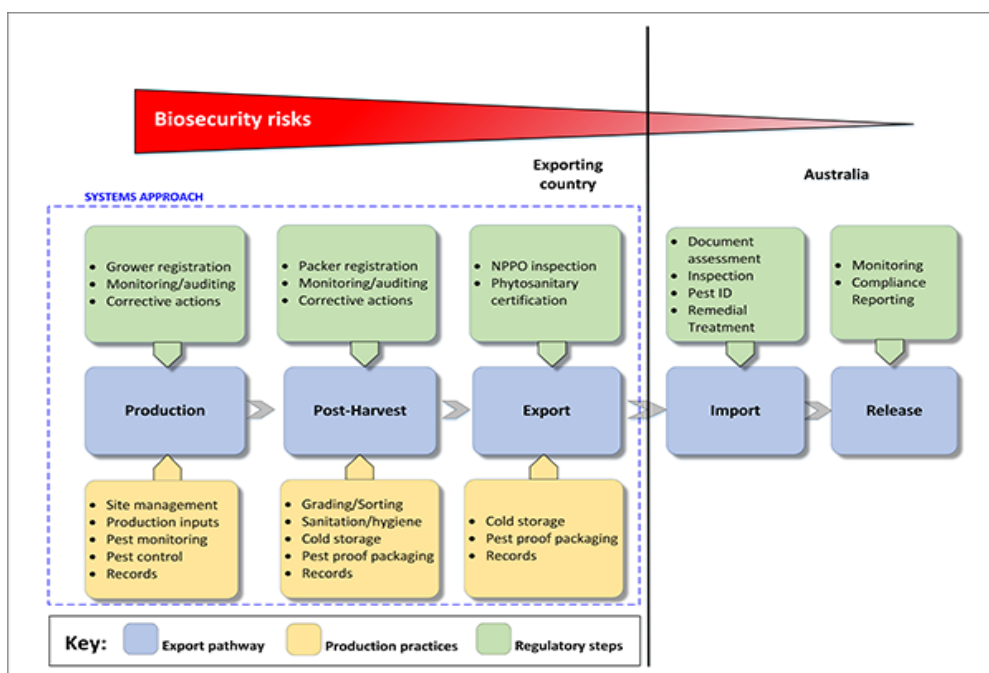 Biosecurity risks
Exporting
country
Australia
SYSTEMS APPROACH
• Grower registration
• Monitoring/auditing
• Corrective actions
• Packer registration
• Monitoring/auditing
• Corrective actions
• NPPO inspection
• Phytosanitary
certification
• Document
assessment
• Inspection
• Pest ID
• Remedial
Treatment
• Monitoring
• Compliance
Reporting
Production
Post-Harvest
Export
Import
Release
• Site management
• Production inputs
• Pest monitoring
• Pest control
• Records
• Grading/Sorting
• Sanitation/hygiene
• Cold storage
• Pest proof packaging
• Records
• Cold storage
• Pest proof packaging
• Records
Key:
Export pathway
Production practices
Regulatory steps